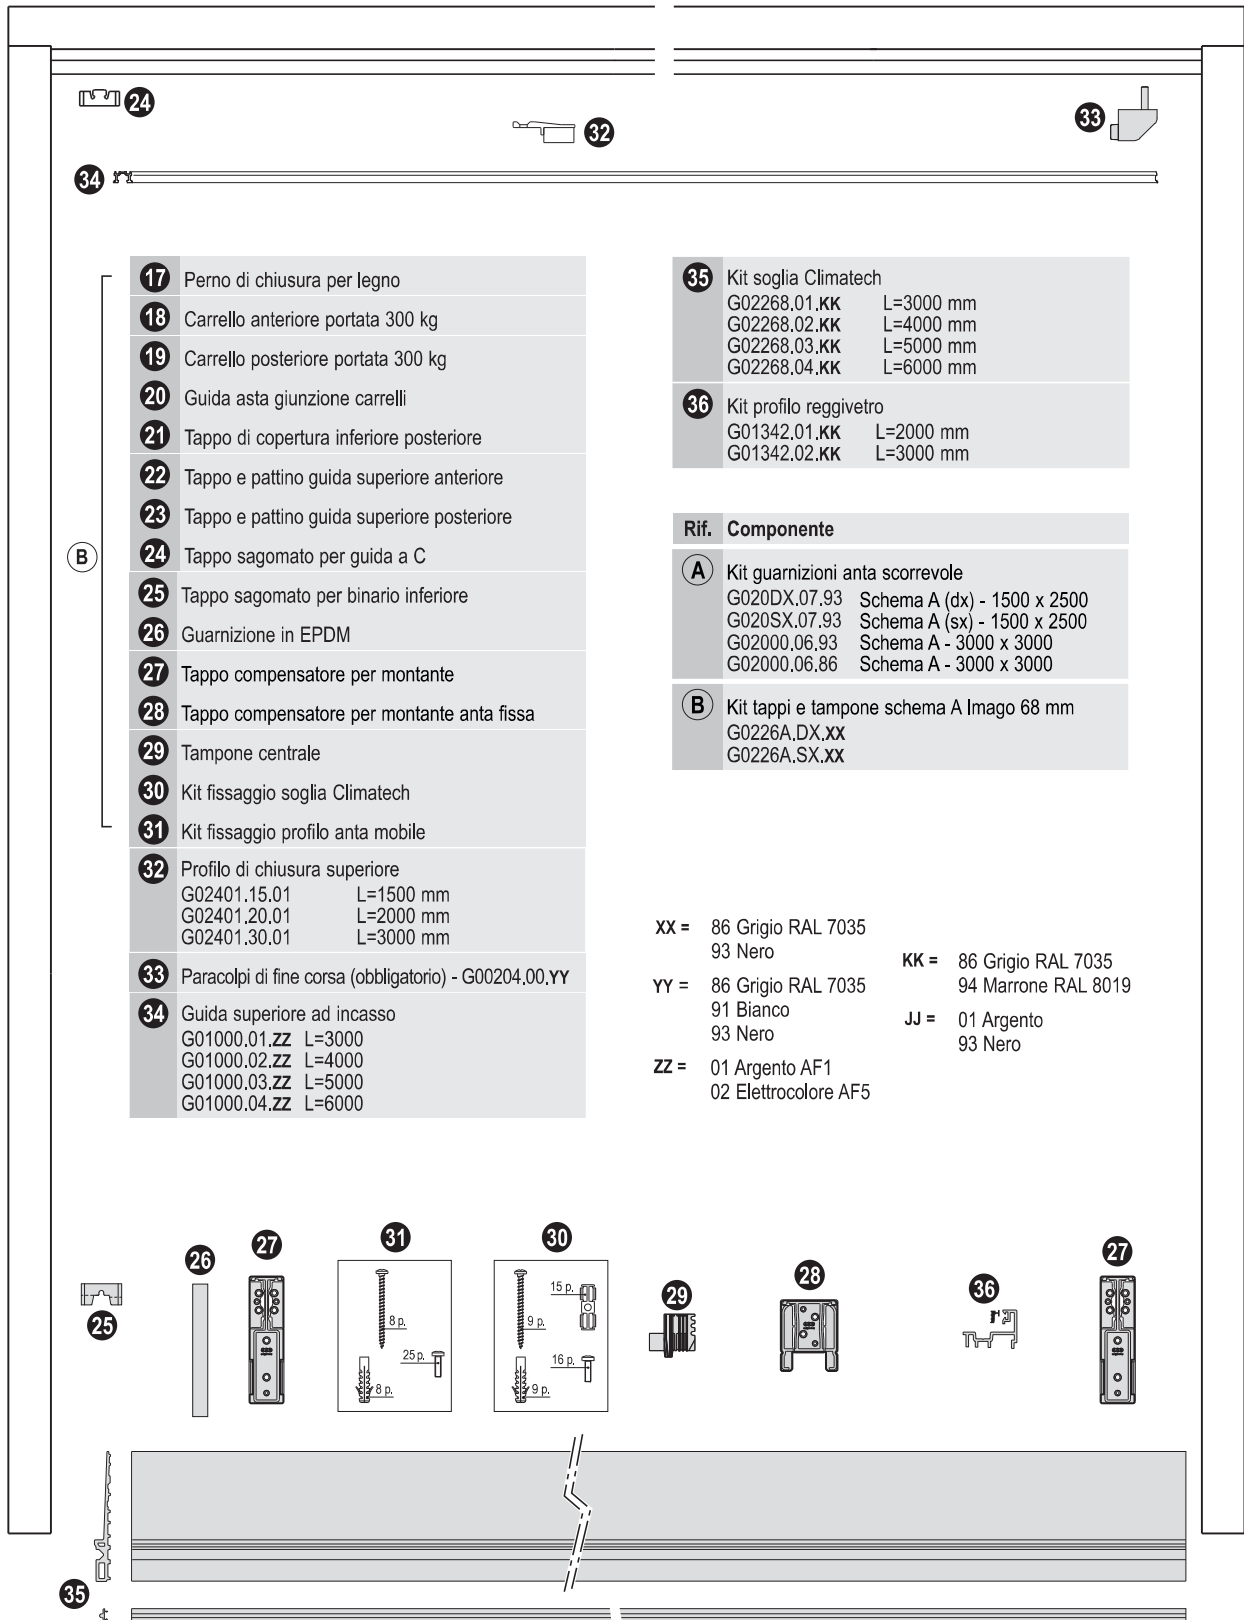 24
32
33
34
B
17 Perno di chiusura per legno
18 Carrello anteriore portata 300 kg
19 Carrello posteriore portata 300 kg
20 Guida asta giunzione carrelli
21 Tappo di copertura inferiore posteriore
22 Tappo e pattino guida superiore anteriore
23 Tappo e pattino guida superiore posteriore
24 Tappo sagomato per guida a C
25 Tappo sagomato per binario inferiore
26 Guarnizione in EPDM
27 Tappo compensatore per montante
28 Tappo compensatore per montante anta fissa
29 Tampone centrale
30 Kit fissaggio soglia Climatech
31 Kit fissaggio profilo anta mobile
32 Profilo di chiusura superiore
G02401.15.01 L=1500 mm
G02401.20.01 L=2000 mm
G02401.30.01 L=3000 mm
33 Paracolpi di fine corsa (obbligatorio) - G00204.00.YY
34 Guida superiore ad incasso
G01000.01.ZZ L=3000
G01000.02.ZZ L=4000
G01000.03.ZZ L=5000
G01000.04.ZZ L=6000
35 Kit soglia Climatech
G02268.01.KK L=3000 mm
G02268.02.KK L=4000 mm
G02268.03.KK L=5000 mm
G02268.04.KK L=6000 mm
36 Kit profilo reggivetro
G01342.01.KK L=2000 mm
G01342.02.KK L=3000 mm
Rif. Componente
A Kit guarnizioni anta scorrevole
G020DX.07.93 Schema A (dx) - 1500 x 2500
G020SX.07.93 Schema A (sx) - 1500 x 2500
G02000.06.93 Schema A - 3000 x 3000
G02000.06.86 Schema A - 3000 x 3000
B Kit tappi e tampone schema A Imago 68 mm
G0226A.DX.XX
G0226A.SX.XX
XX = 86 Grigio RAL 7035
93 Nero
YY = 86 Grigio RAL 7035
91 Bianco
93 Nero
ZZ = 01 Argento AF1
02 Elettrocolore AF5
KK = 86 Grigio RAL 7035
94 Marrone RAL 8019
JJ = 01 Argento
93 Nero
25
26
27
31
8 p.
25 p.
8 p.
30
15 p.
9 p.
16 p.
9 p.
29
28
36
27
35